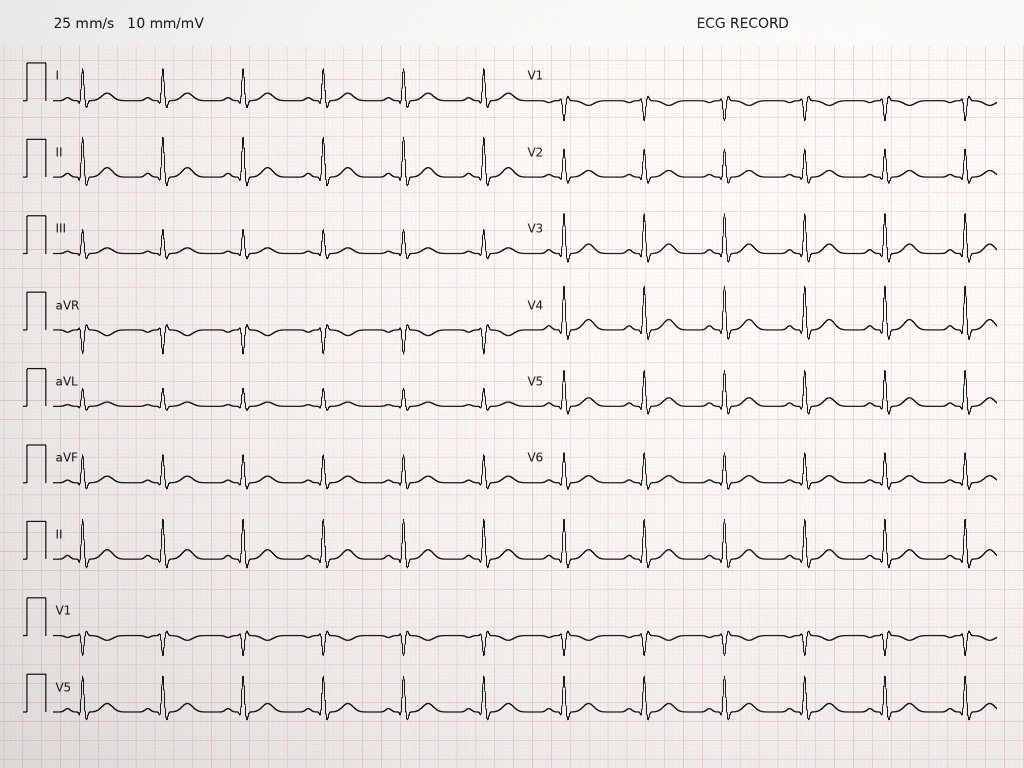 25 mm/s 10 mm/mV ECG RECORD
I V1
II V2
III V3
aVR V4
aVL V5
aVF V6
II
V1
V5